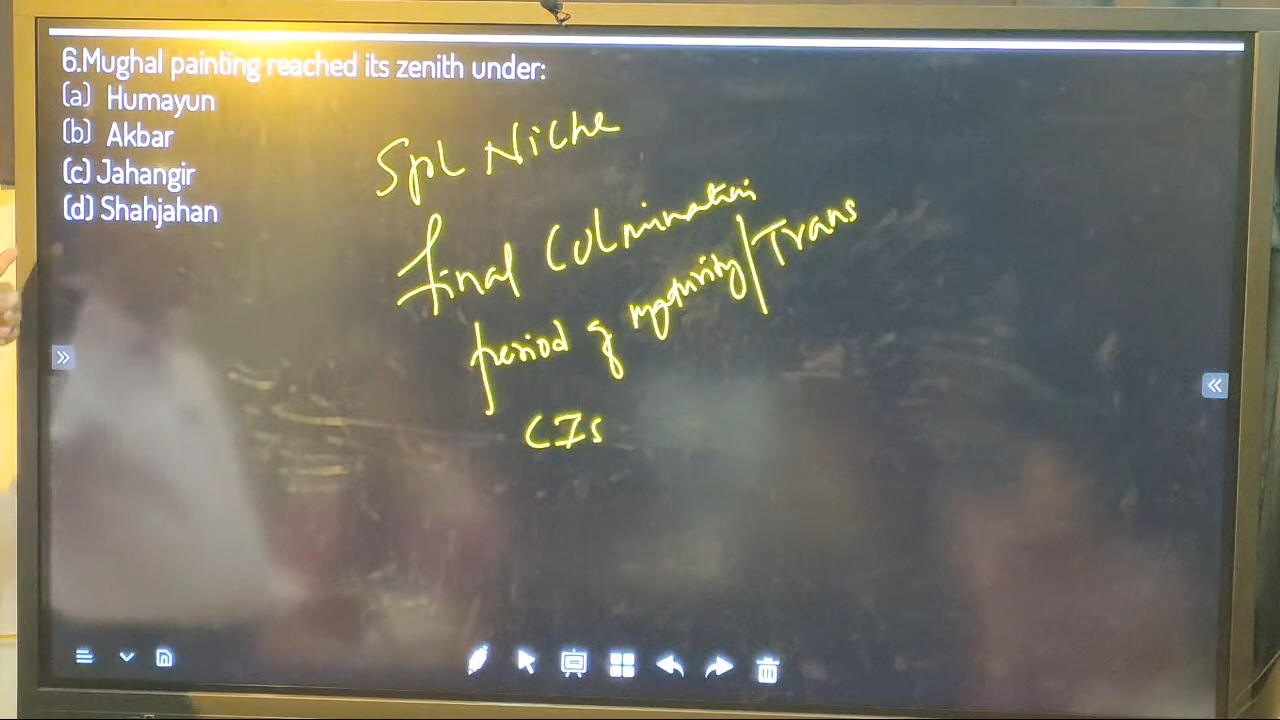 6.Mughal painting reached its zenith under:
(a) Humayun
(b) Akbar
(c) Jahangir
(d) Shahjahan
Spl Niche
final Culmination
period of maturity/Trans
CIs